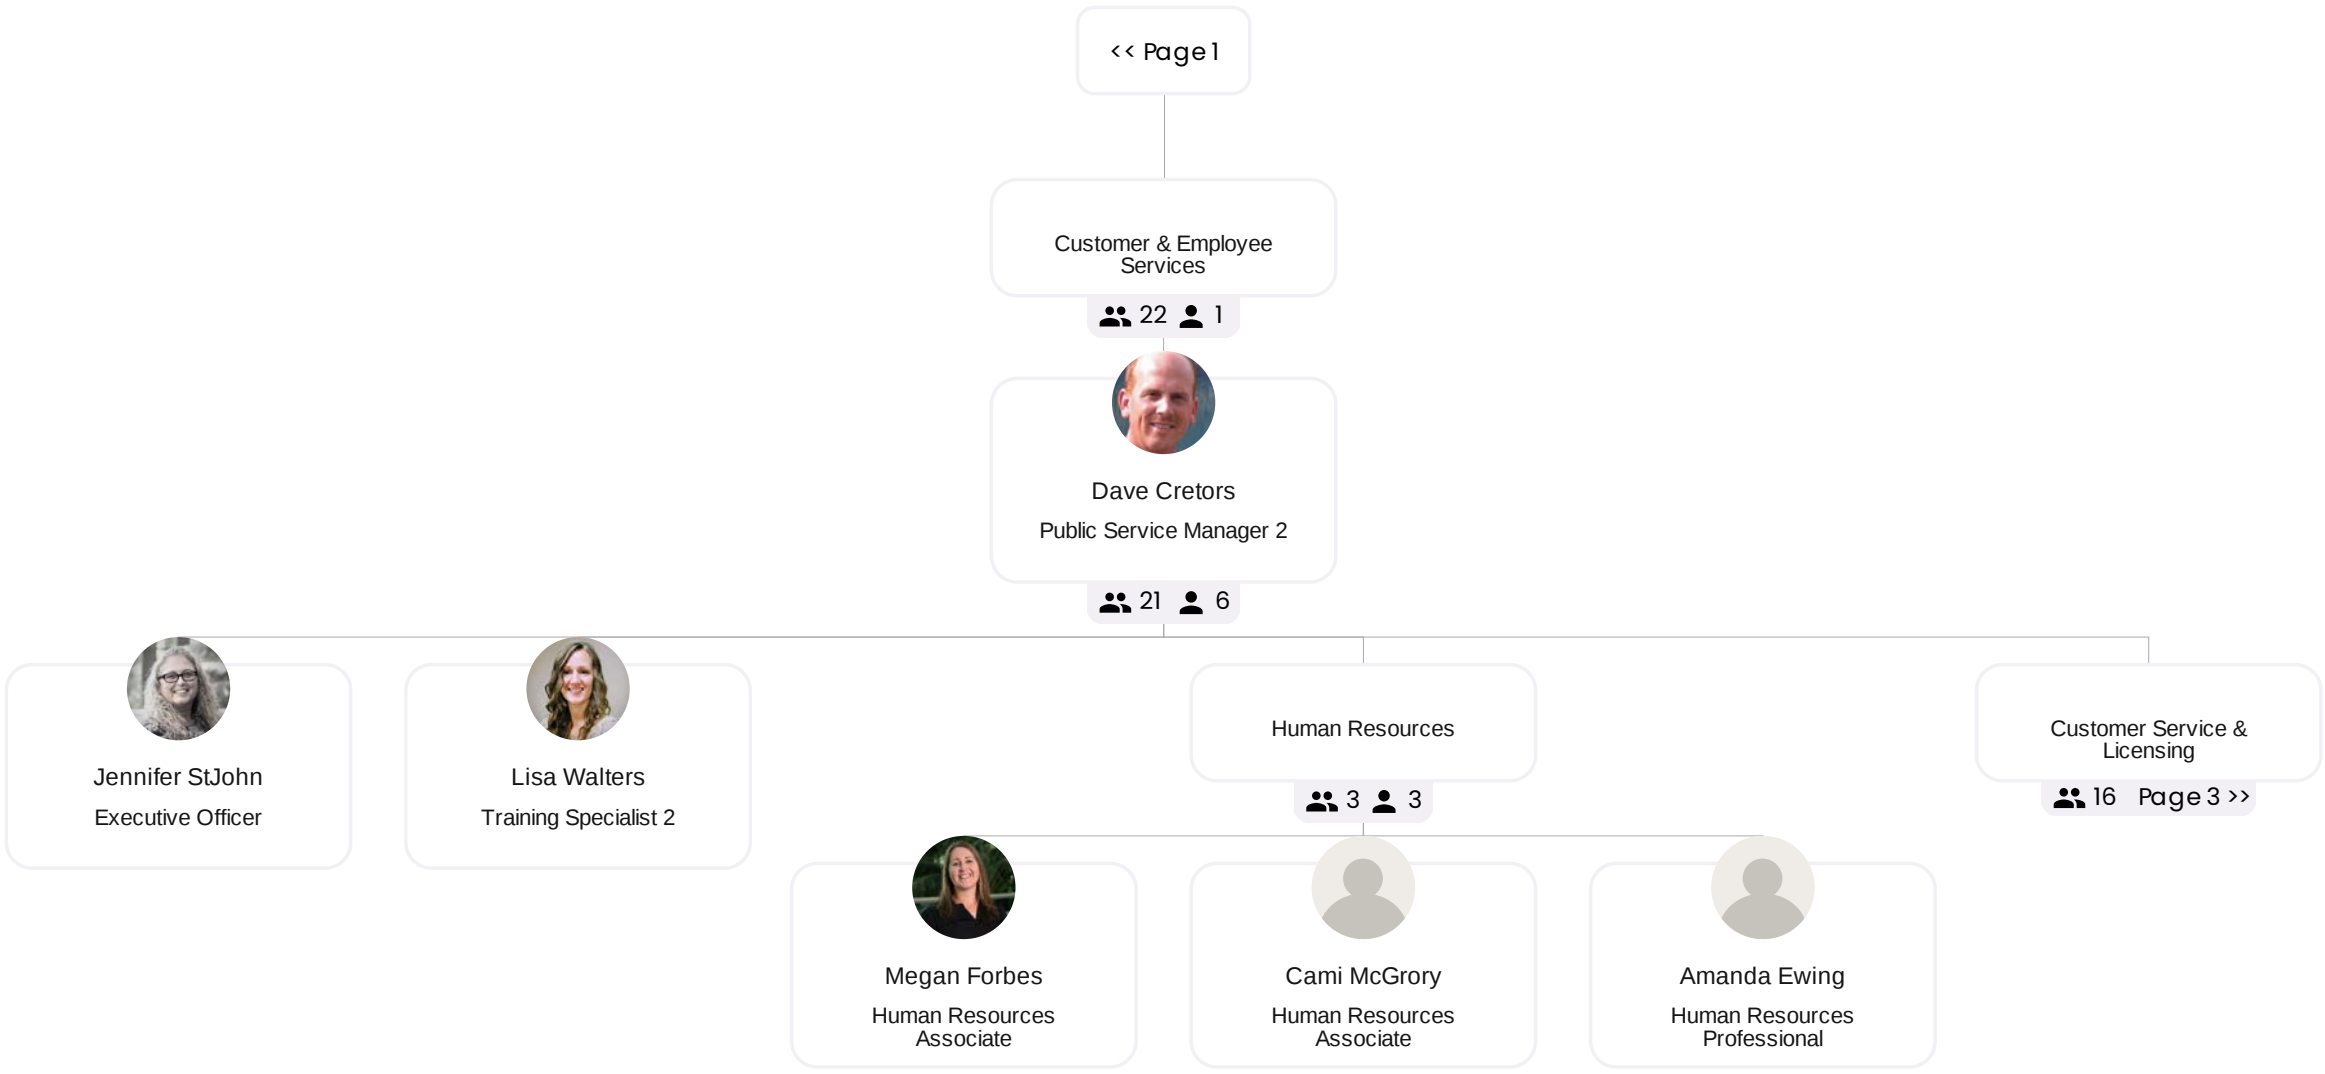 << Page 1
Customer & Employee
Services
22 1
Dave Cretors
Public Service Manager 2
21 6
Jennifer StJohn
Executive Officer
Lisa Walters
Training Specialist 2
Human Resources
3 3
Customer Service &
Licensing
16 Page 3 >>
Megan Forbes
Human Resources
Associate
Cami McGrory
Human Resources
Associate
Amanda Ewing
Human Resources
Professional